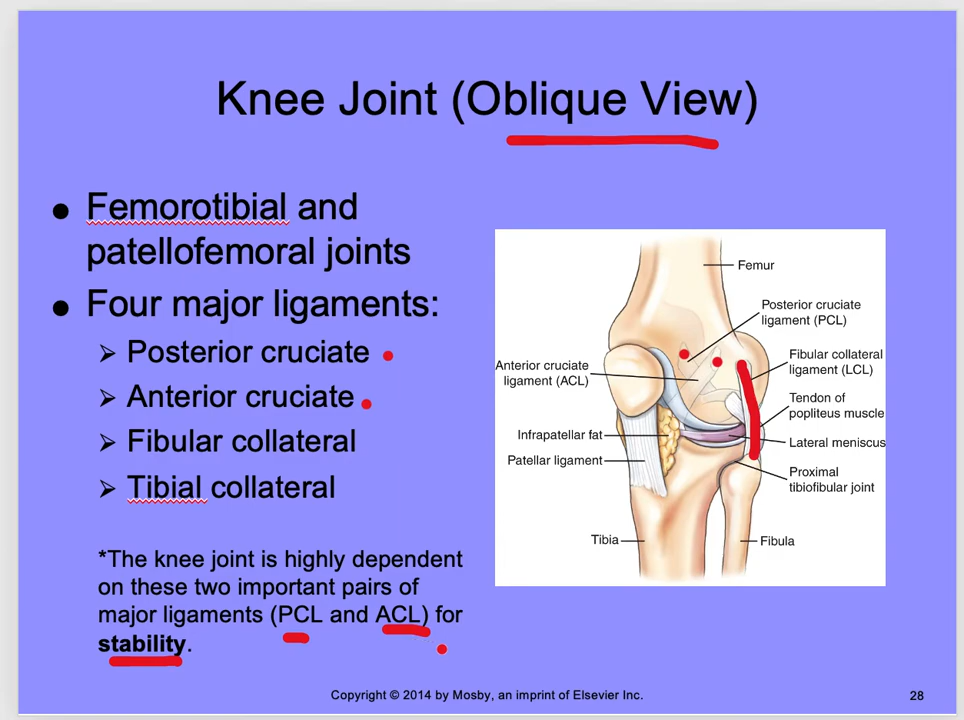 Knee Joint (Oblique View)
Femorotibial and
patellofemoral joints
Four major ligaments:
Posterior cruciate
Anterior cruciate
Fibular collateral
Tibial collateral
*The knee joint is highly dependent
on these two important pairs of
major ligaments (PCL and ACL) for
stability.
Femur
Posterior cruciate
ligament (PCL)
Anterior cruciate
ligament (ACL)
Fibular collateral
ligament (LCL)
Tendon of
popliteus muscle
Infrapatellar fat
Lateral meniscus
Patellar ligament
Proximal
tibiofibular joint
Tibia
Fibula
Copyright © 2014 by Mosby, an imprint of Elsevier Inc.
28